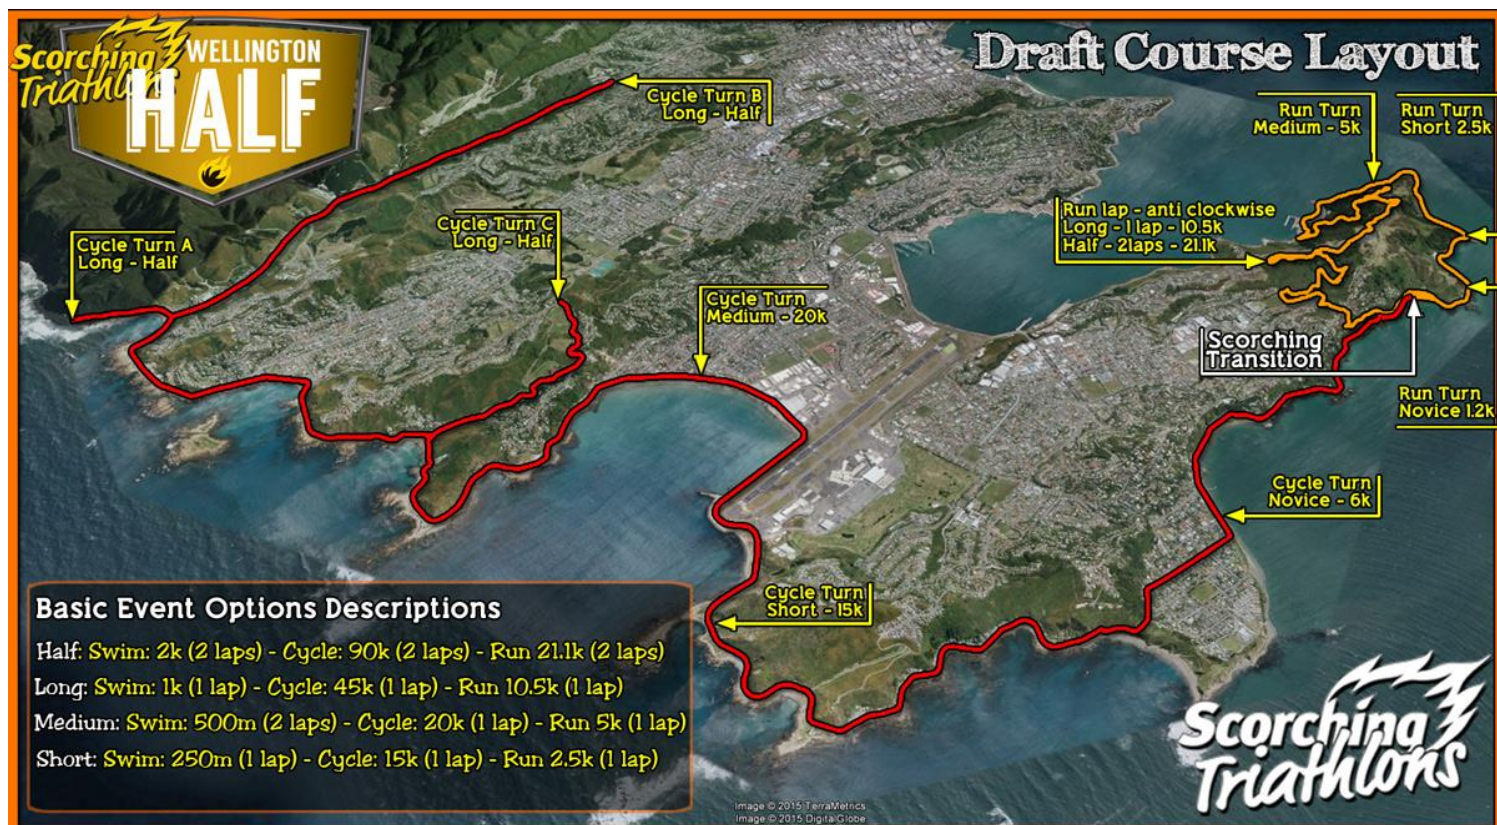 Scorching
Triathlons
WELLINGTON
HALF
Draft Course Layout
Cycle Turn B
Long - Half
Run Turn
Medium - 5k
Run Turn
Short 2.5k
Cycle Turn A
Long - Half
Cycle Turn C
Long - Half
Run lap - anti clockwise
Long - 1 lap - 10.5k
Half - 2laps - 21.1k
Cycle Turn
Medium - 20k
Scorching
Transition
Run Turn
Novice 1.2k
Cycle Turn
Novice - 6k
Cycle Turn
Short - 15k
Basic Event Options Descriptions
Half: Swim: 2k (2 laps) - Cycle: 90k (2 laps) - Run 21.1k (2 laps)
Long: Swim: 1k (1 lap) - Cycle: 45k (1 lap) - Run 10.5k (1 lap)
Medium: Swim: 500m (2 laps) - Cycle: 20k (1 lap) - Run 5k (1 lap)
Short: Swim: 250m (1 lap) - Cycle: 15k (1 lap) - Run 2.5k (1 lap)
Scorching
Triathlons
Image © 2015 TerraMetrics
Image © 2015 DigitalGlobe